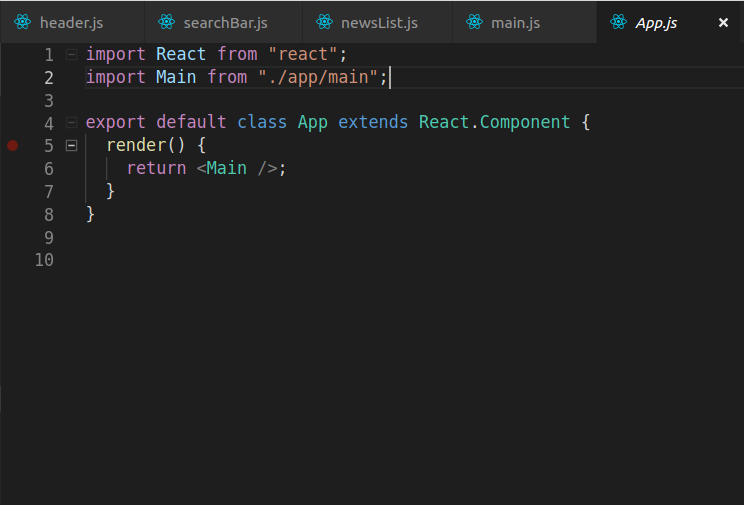 header.js searchBar.js newsList.js main.js App.js ×
1 import React from "react";
2 import Main from "./app/main";
3
4 export default class App extends React.Component {
5 render() {
6 return <Main />;
7 }
8 }
9
10